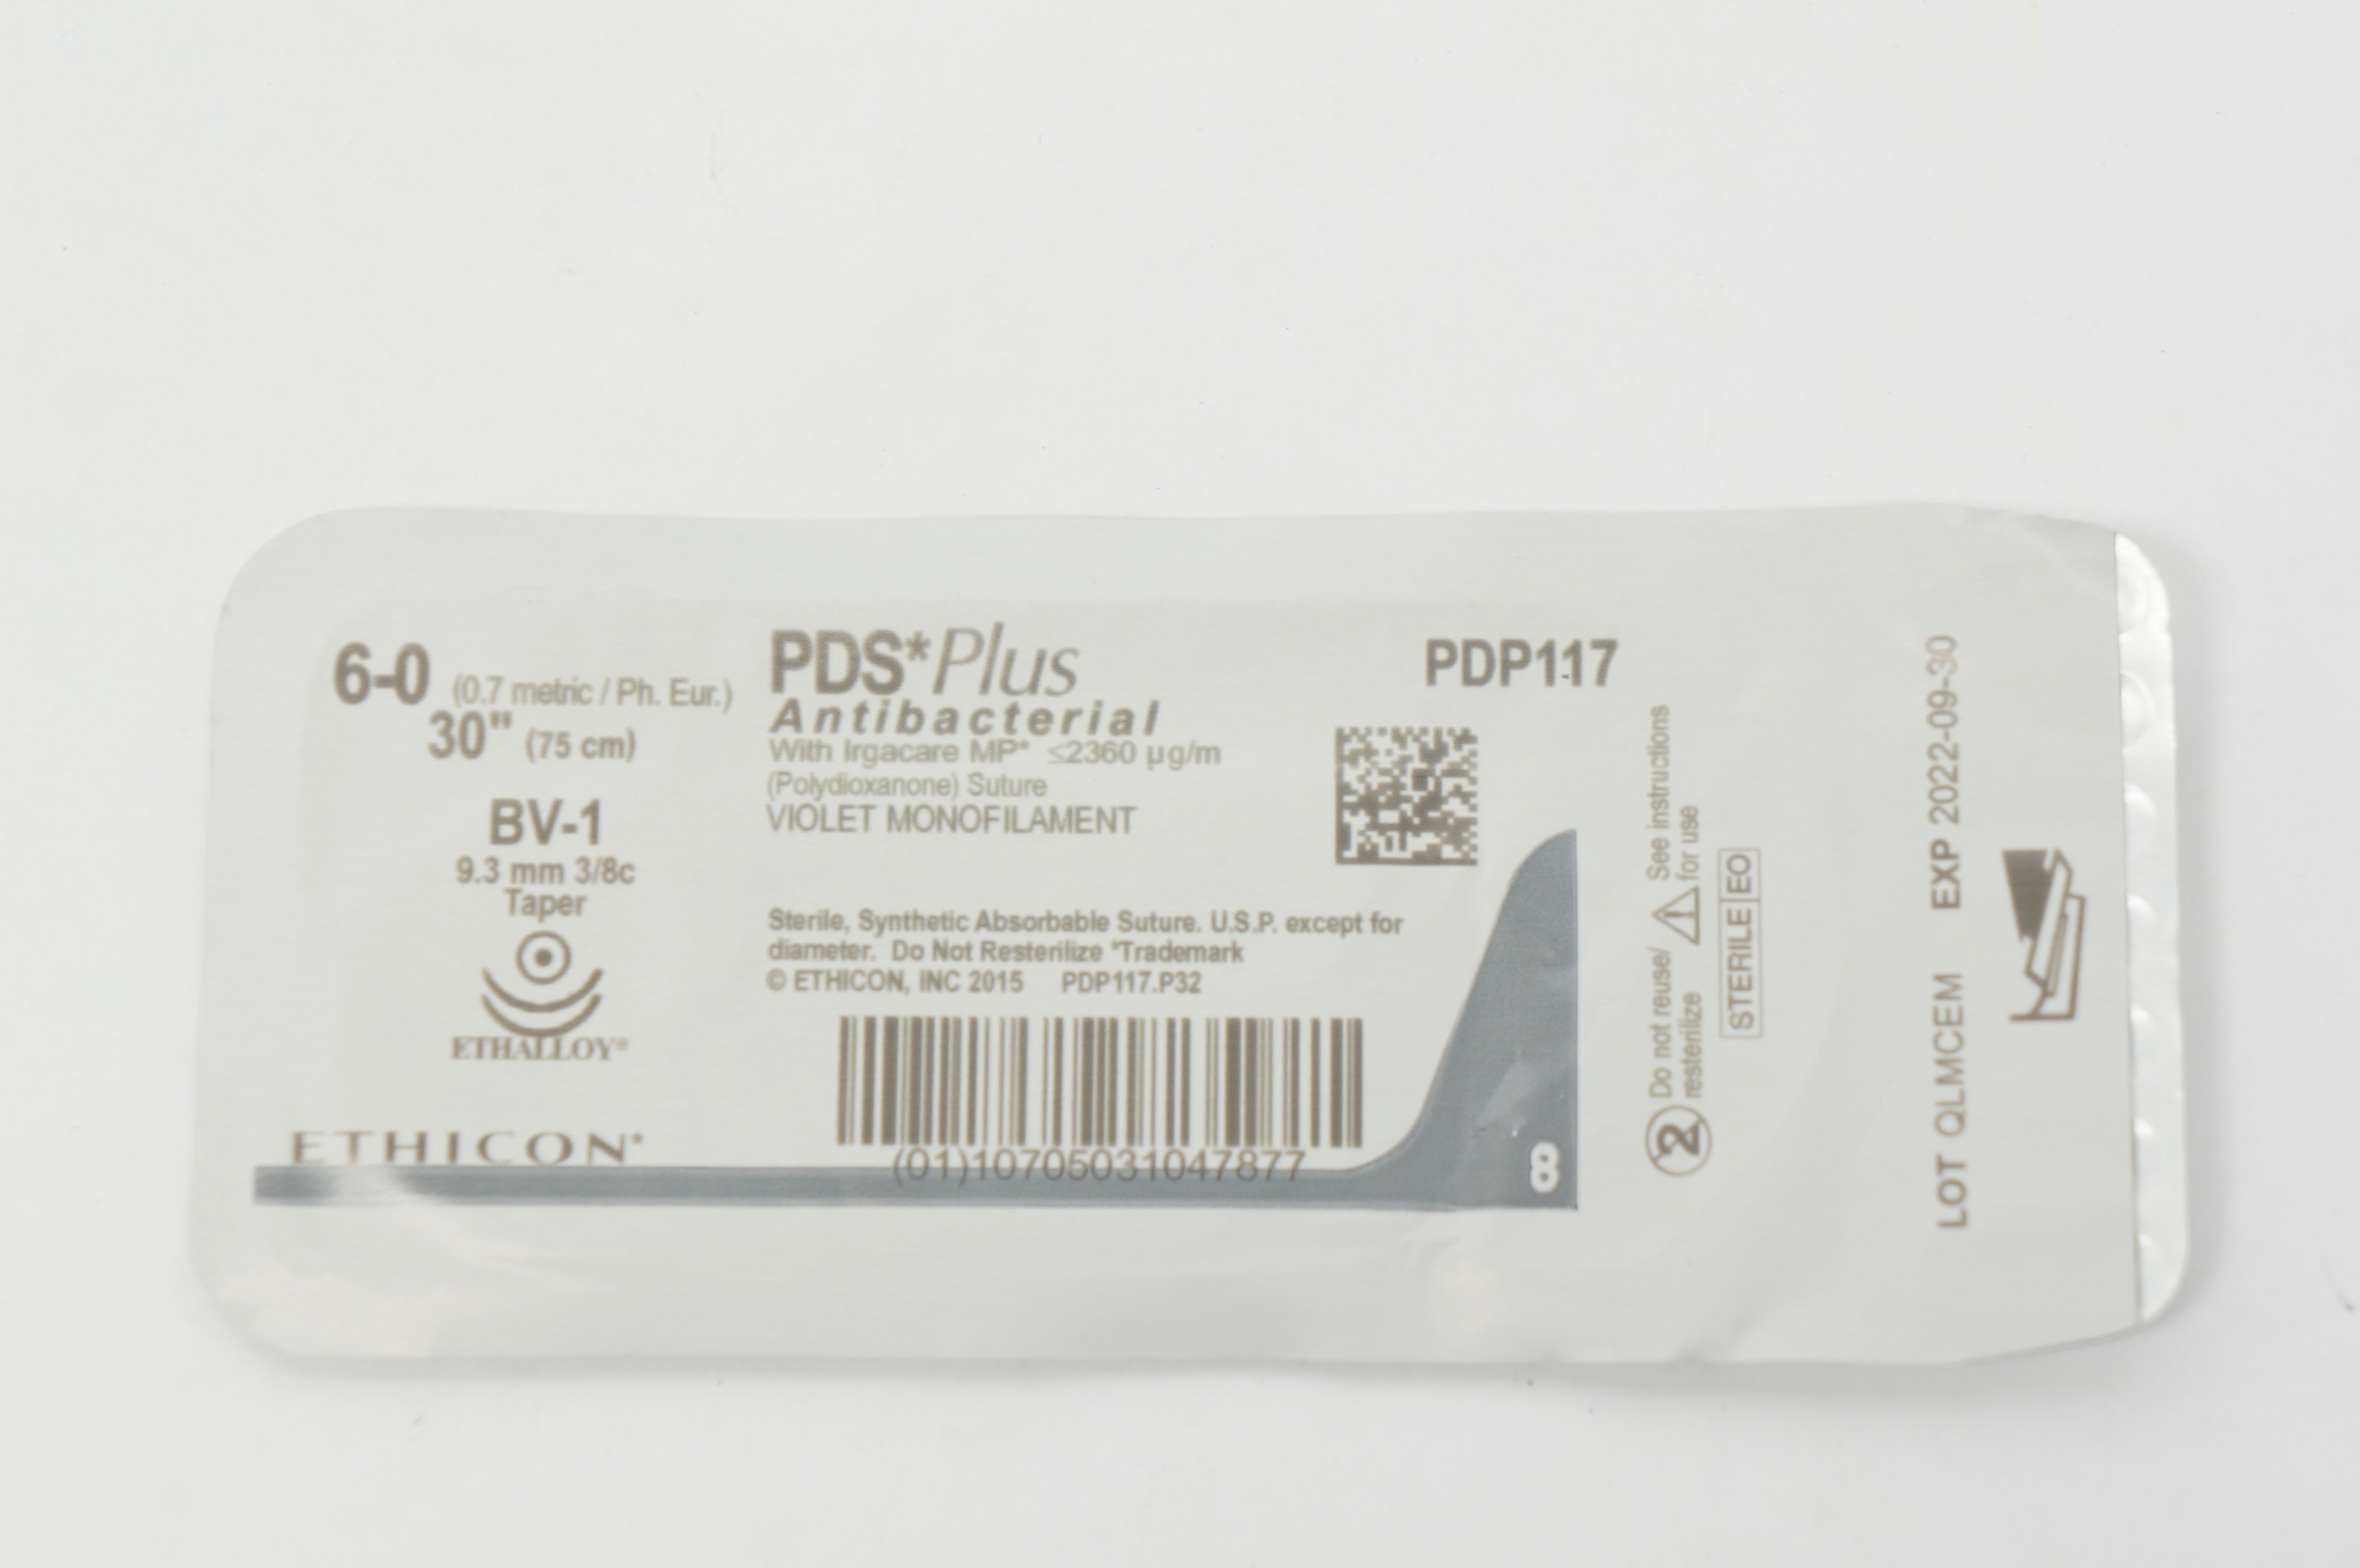 6-0 (0.7 metric / Ph. Eur.)
30" (75 cm)
BV-1
9.3 mm 3/8c
Taper
ETHALLOY*
ETHICON*
PDS*Plus
Antibacterial
With Irgacare MP* ≤2360 µg/m
(Polydioxanone) Suture
VIOLET MONOFILAMENT
Sterile, Synthetic Absorbable Suture. U.S.P. except for
diameter. Do Not Resterilize *Trademark
© ETHICON, INC 2015 PDP117.P32
(01)10705031047877
PDP117
8
2 Do not reuse/
resterilize
See instructions
for use
STERILE EO
LOT QLMCEM EXP 2022-09-30